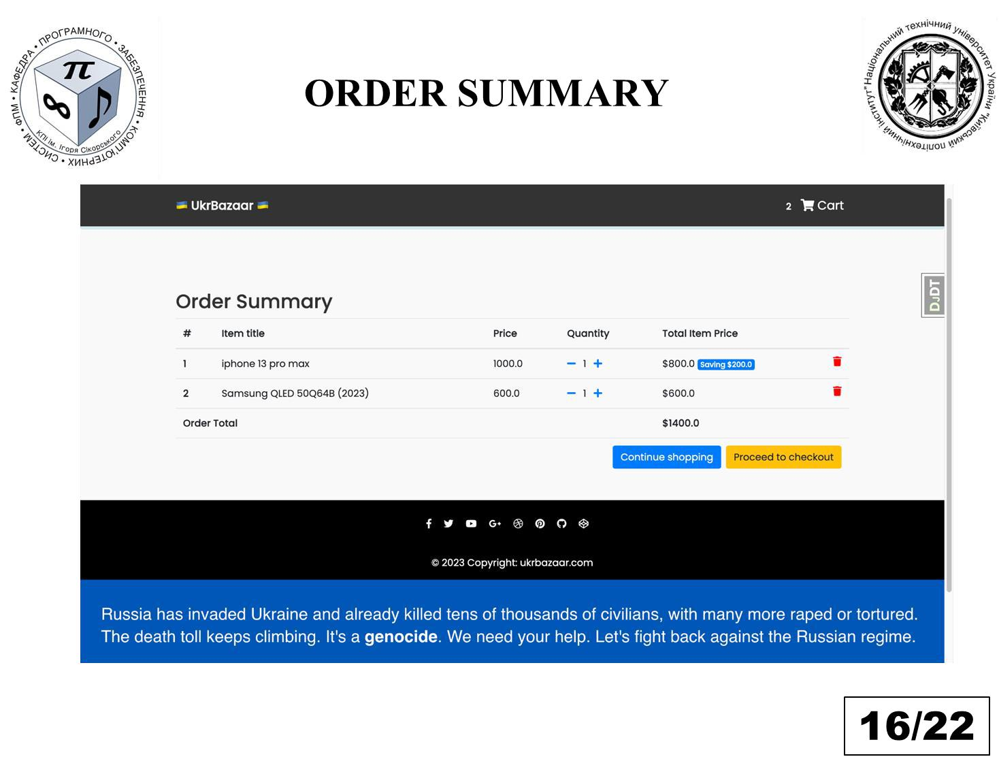 ФПМ • КАФЕДРА • ПРОГРАМНОГО • ЗАБЕЗПЕЧЕННЯ • КОМП'ЮТЕРНИХ • СИСТЕМ •
π
КПІ ім. Ігоря Сікорського
ORDER SUMMARY
Національний технічний університет України "Київський політехнічний інститут"
UkrBazaar
2 Cart
DJDT
Order Summary
# Item title Price Quantity Total Item Price
1 iphone 13 pro max 1000.0 − 1 + $800.0 Saving $200.0
2 Samsung QLED 50Q64B (2023) 600.0 − 1 + $600.0
Order Total $1400.0
Continue shopping Proceed to checkout
© 2023 Copyright: ukrbazaar.com
Russia has invaded Ukraine and already killed tens of thousands of civilians, with many more raped or tortured.
The death toll keeps climbing. It's a genocide. We need your help. Let's fight back against the Russian regime.
16/22